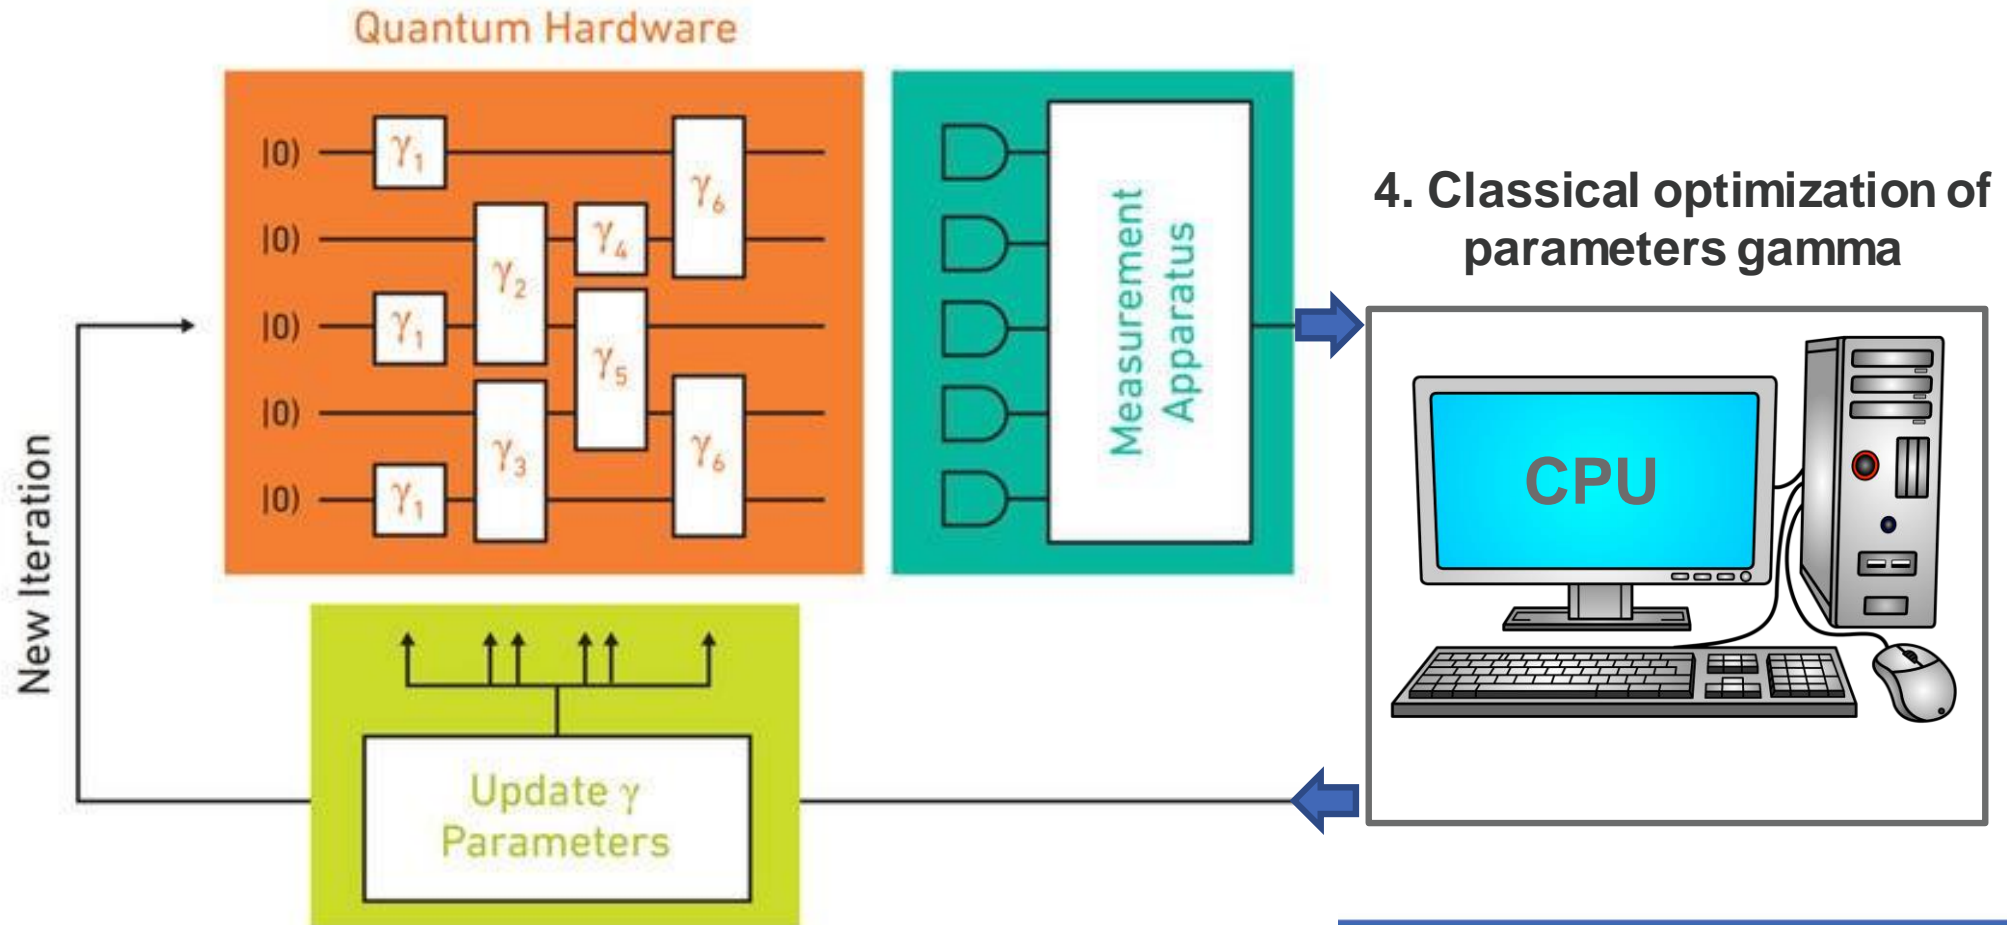 Quantum Hardware
|0⟩ γ₁ γ₆
|0⟩ γ₂ γ₄
|0⟩ γ₁ γ₅
|0⟩ γ₃ γ₆
|0⟩ γ₁
Measurement
Apparatus
4. Classical optimization of
parameters gamma
CPU
New Iteration
Update γ
Parameters